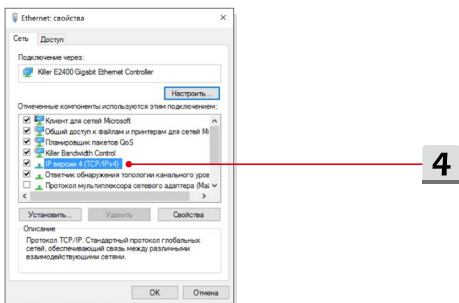 Ethernet: свойства
Сеть Доступ
Подключение через:
Killer E2400 Gigabit Ethernet Controller
Настроить...
Отмеченные компоненты используются этим подключением:
Клиент для сетей Microsoft
Общий доступ к файлам и принтерам для сетей Mi
Планировщик пакетов QoS
Killer Bandwidth Control
IP версии 4 (TCP/IPv4)
4
Ответчик обнаружения топологии канального уров
Протокол мультиплексора сетевого адаптера (Май
Установить... Удалить Свойства
Описание
Протокол TCP/IP. Стандартный протокол глобальных
сетей, обеспечивающий связь между различными
взаимодействующими сетями.
OK Отмена